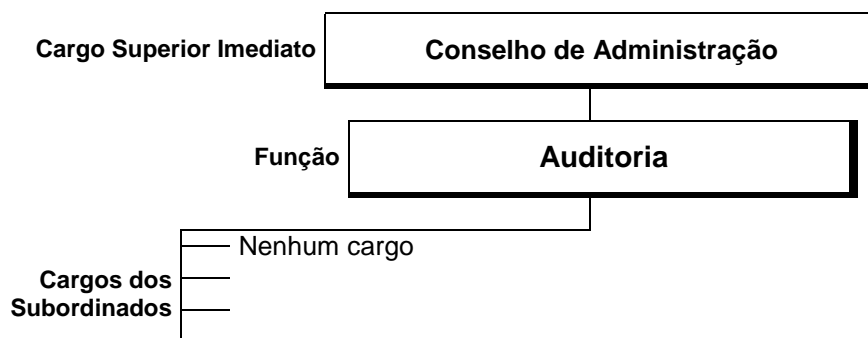 Cargo Superior Imediato
Conselho de Administração
Função
Auditoria
Nenhum cargo
Cargos dos
Subordinados